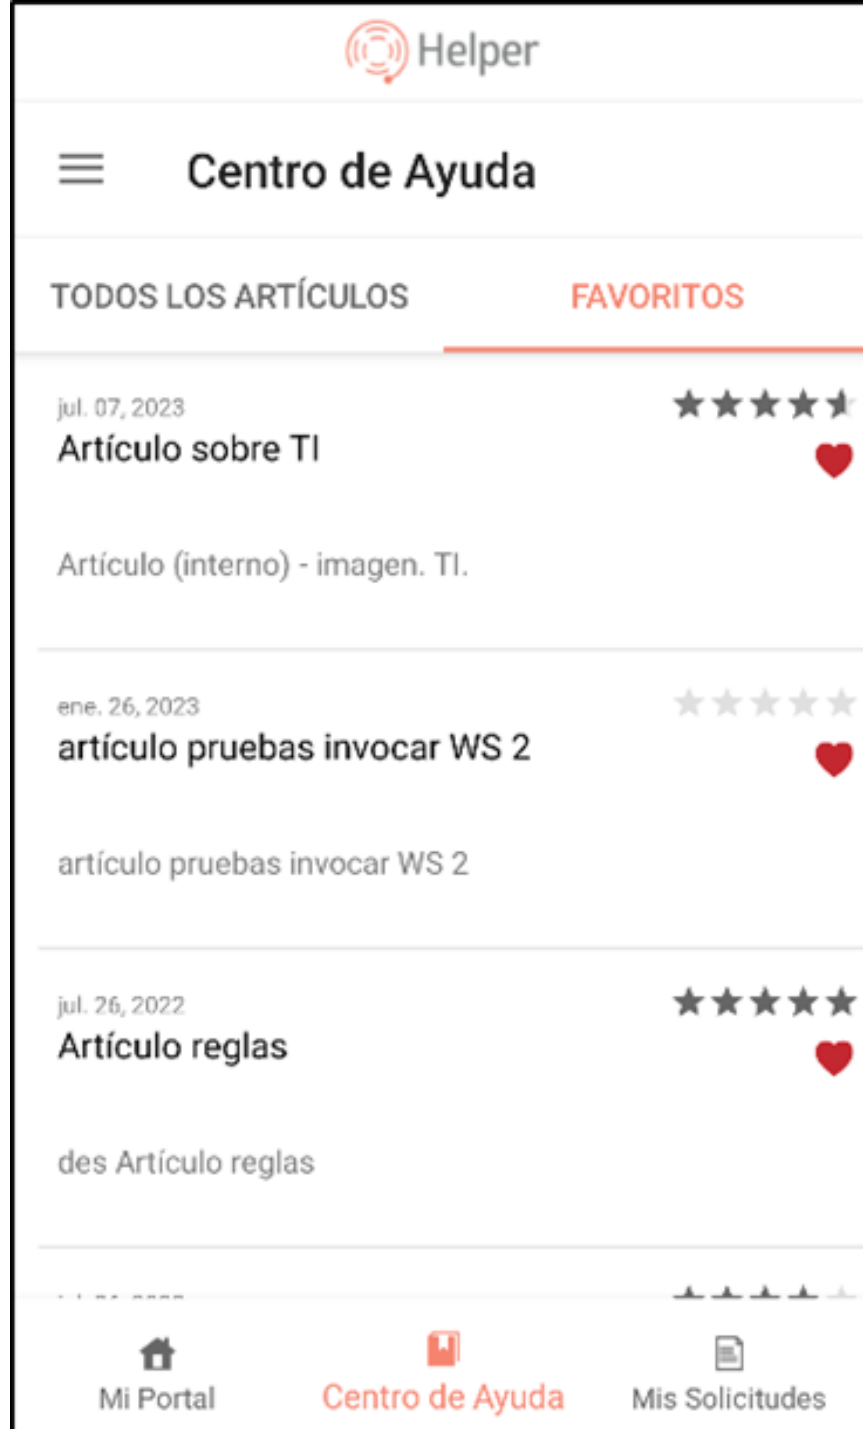 Helper
Centro de Ayuda
TODOS LOS ARTÍCULOS
FAVORITOS
jul. 07, 2023
Artículo sobre TI
Artículo (interno) - imagen. TI.
ene. 26, 2023
artículo pruebas invocar WS 2
artículo pruebas invocar WS 2
jul. 26, 2022
Artículo reglas
des Artículo reglas
Mi Portal
Centro de Ayuda
Mis Solicitudes